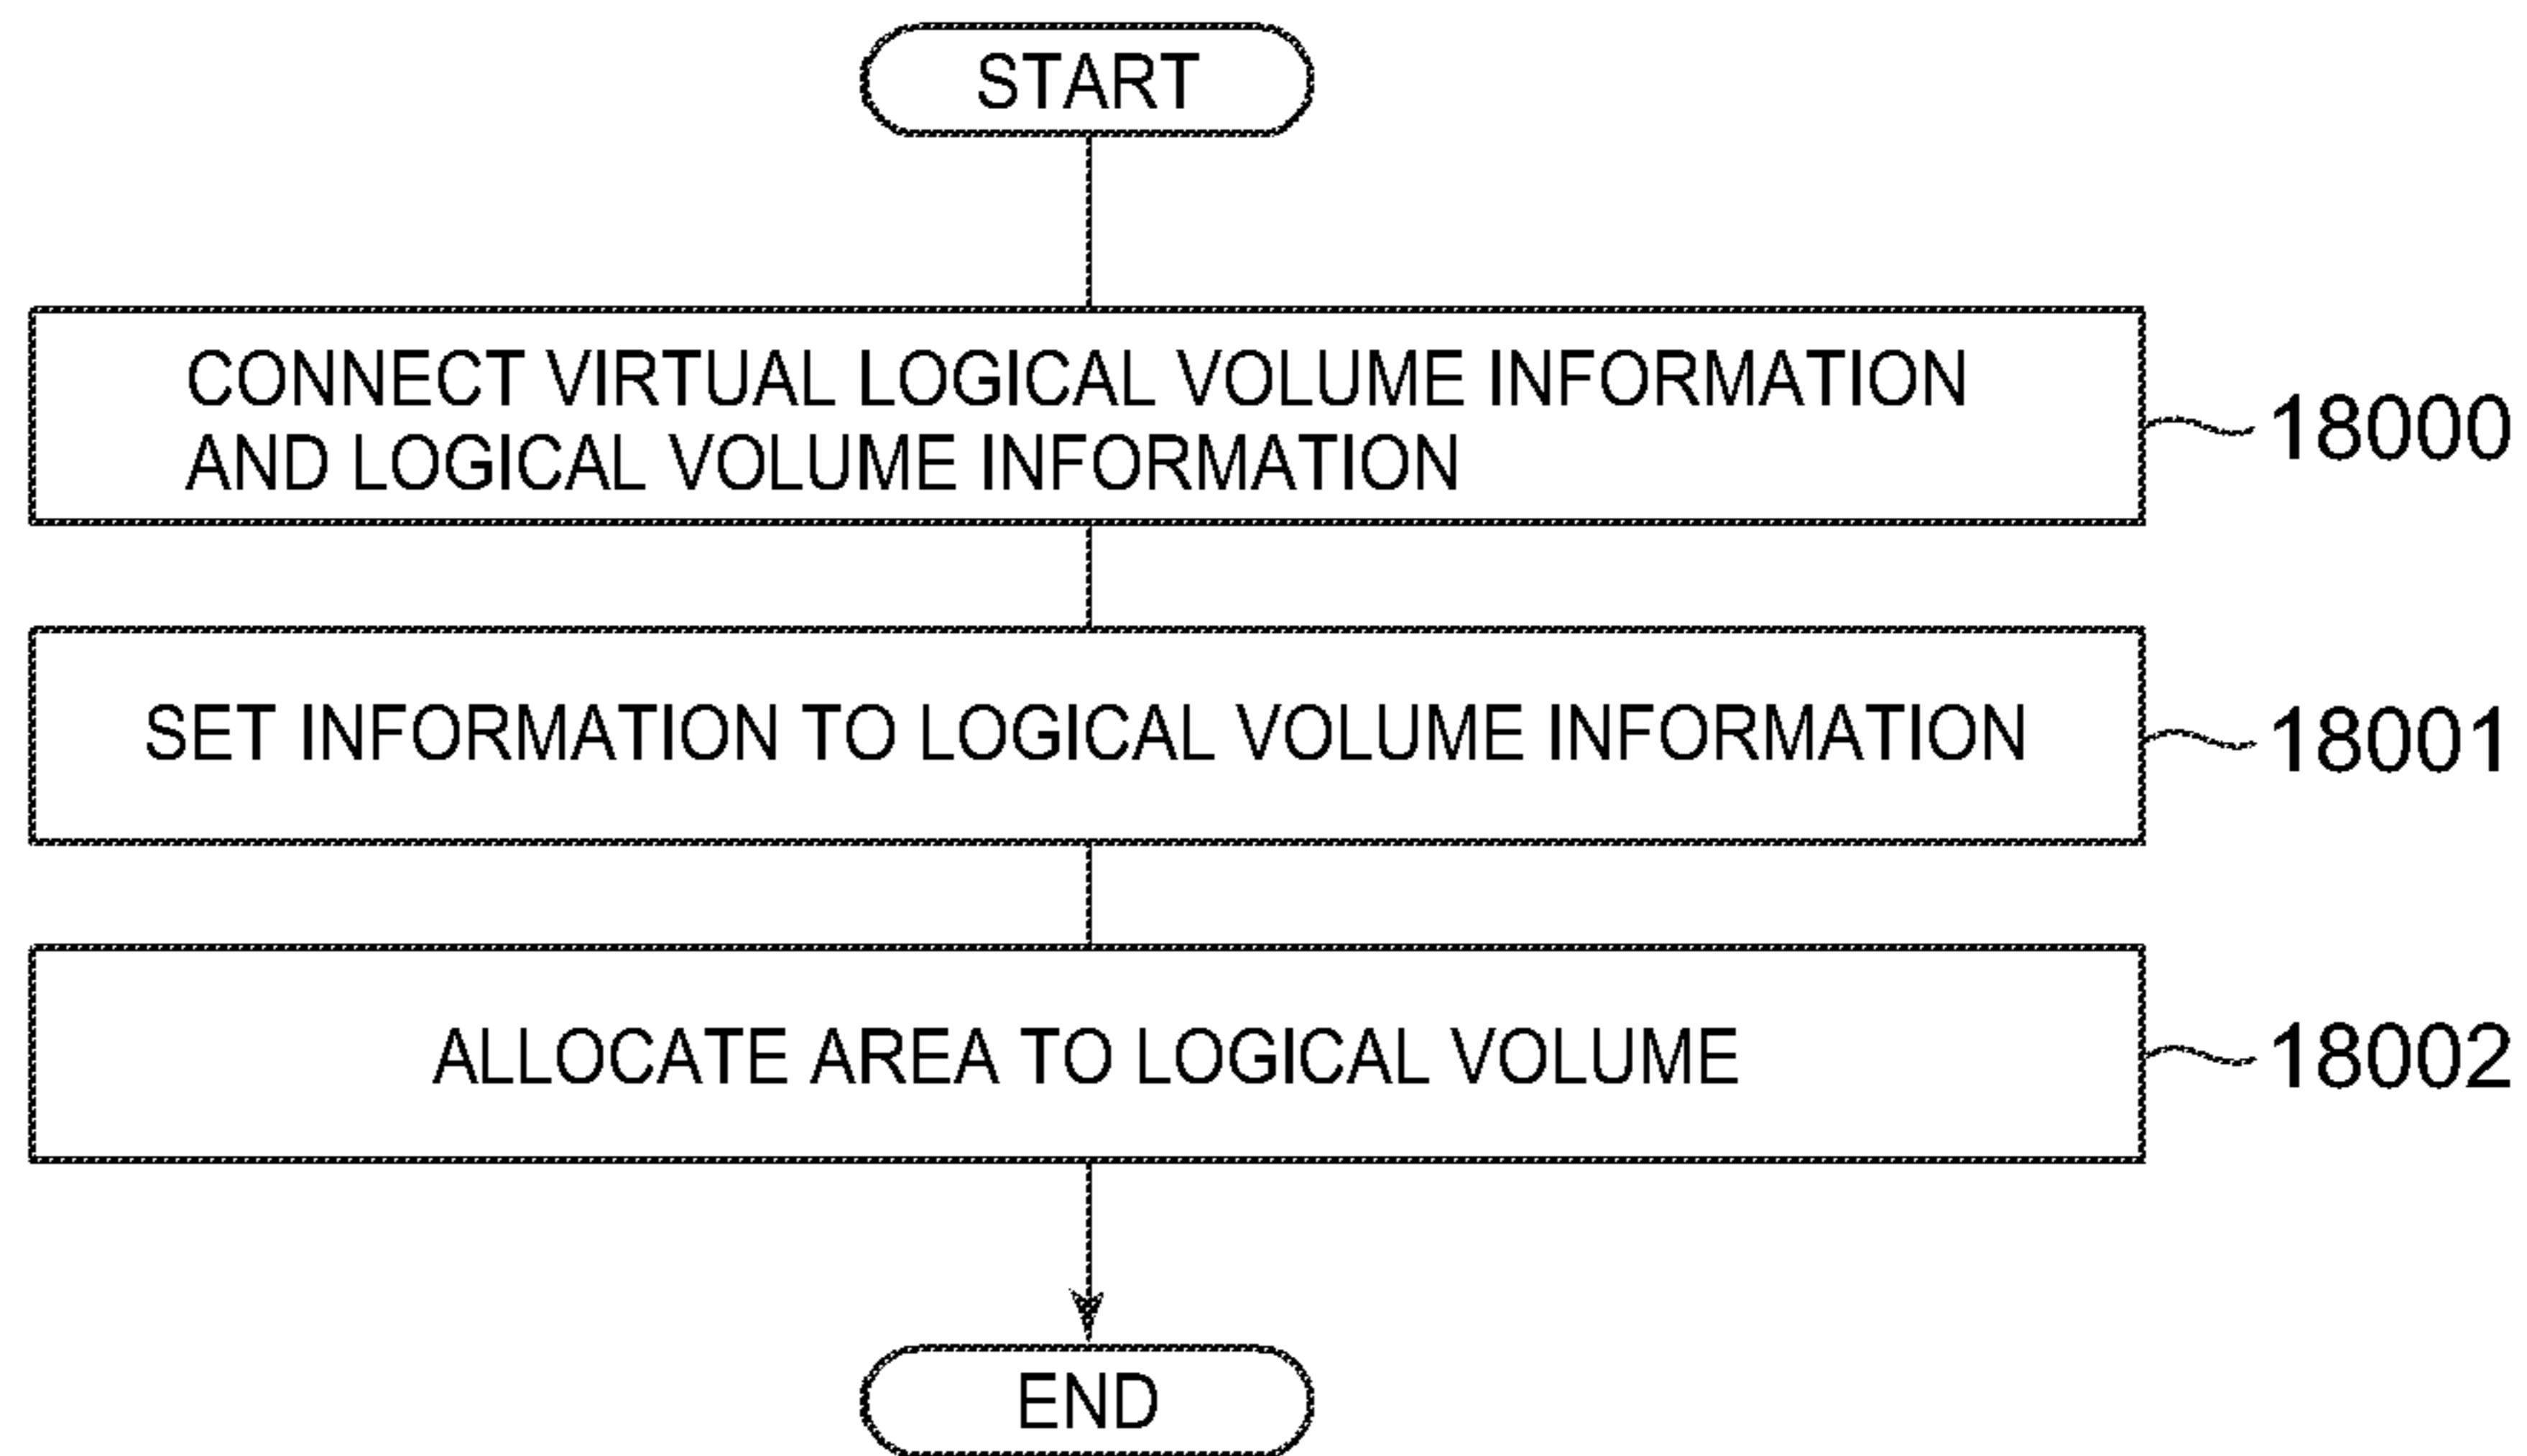 START
CONNECT VIRTUAL LOGICAL VOLUME INFORMATION
AND LOGICAL VOLUME INFORMATION
18000
SET INFORMATION TO LOGICAL VOLUME INFORMATION
18001
ALLOCATE AREA TO LOGICAL VOLUME
18002
END